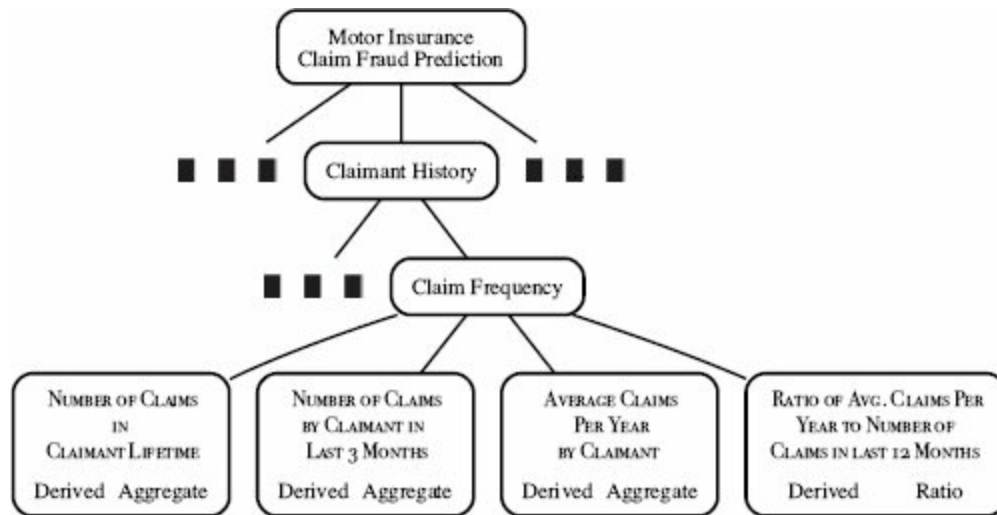 Motor Insurance
Claim Fraud Prediction
Claimant History
Claim Frequency
Number of Claims
in
Claimant Lifetime
Derived Aggregate
Number of Claims
by Claimant in
Last 3 Months
Derived Aggregate
Average Claims
Per Year
by Claimant
Derived Aggregate
Ratio of Avg. Claims Per
Year to Number of
Claims in last 12 Months
Derived Ratio